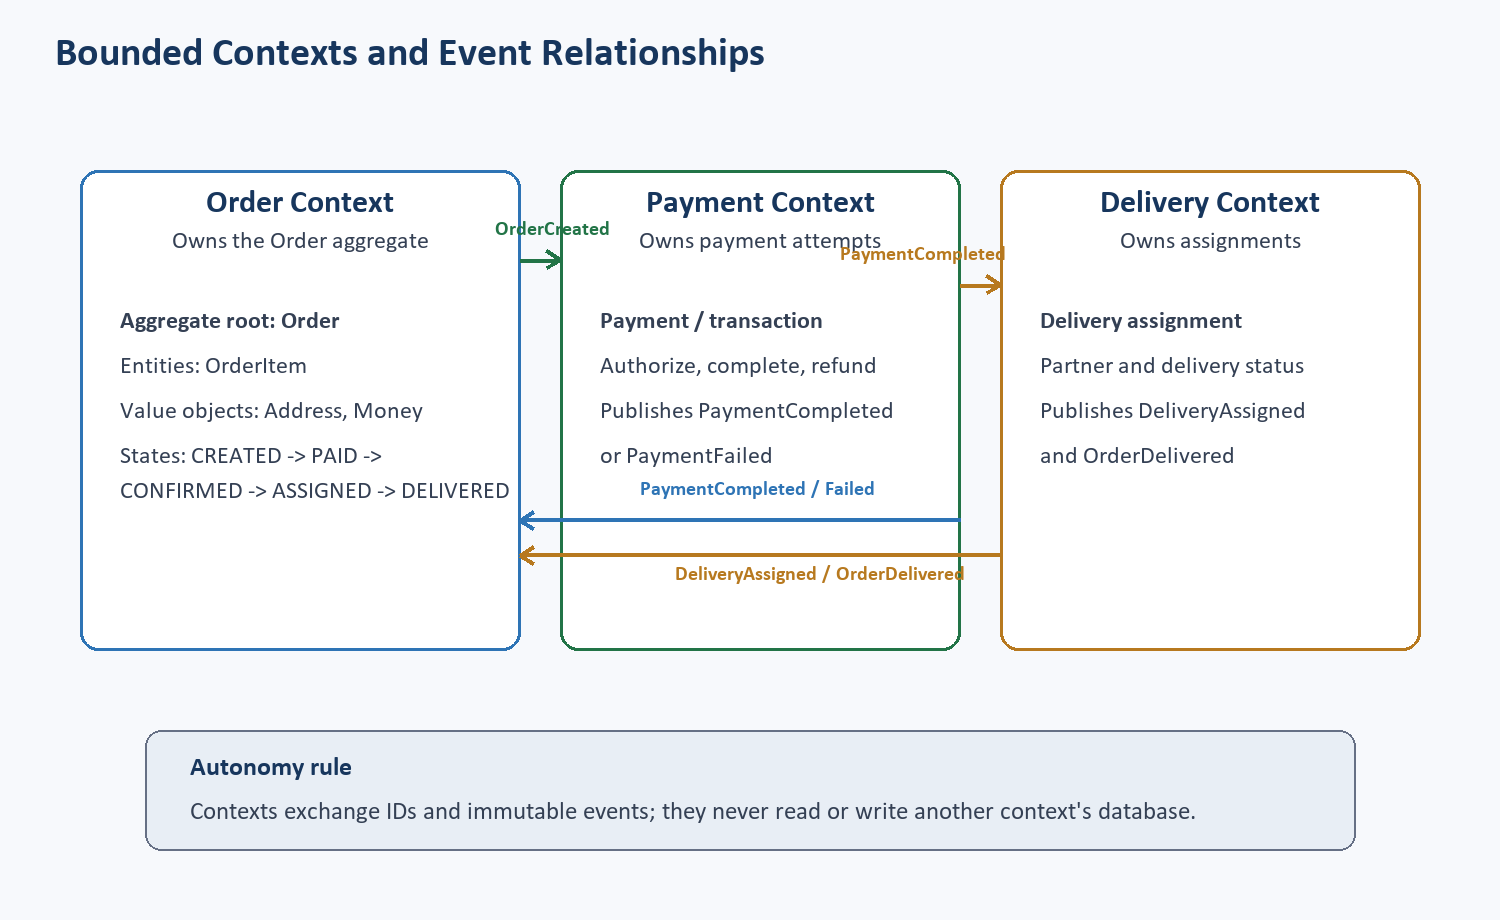 Bounded Contexts and Event Relationships
Order Context
Owns the Order aggregate
Aggregate root: Order
Entities: OrderItem
Value objects: Address, Money
States: CREATED -> PAID ->
CONFIRMED -> ASSIGNED -> DELIVERED
OrderCreated
Payment Context
Owns payment attempts
Payment / transaction
Authorize, complete, refund
Publishes PaymentCompleted
or PaymentFailed
PaymentCompleted / Failed
PaymentCompleted
Delivery Context
Owns assignments
Delivery assignment
Partner and delivery status
Publishes DeliveryAssigned
and OrderDelivered
DeliveryAssigned / OrderDelivered
Autonomy rule
Contexts exchange IDs and immutable events; they never read or write another context's database.